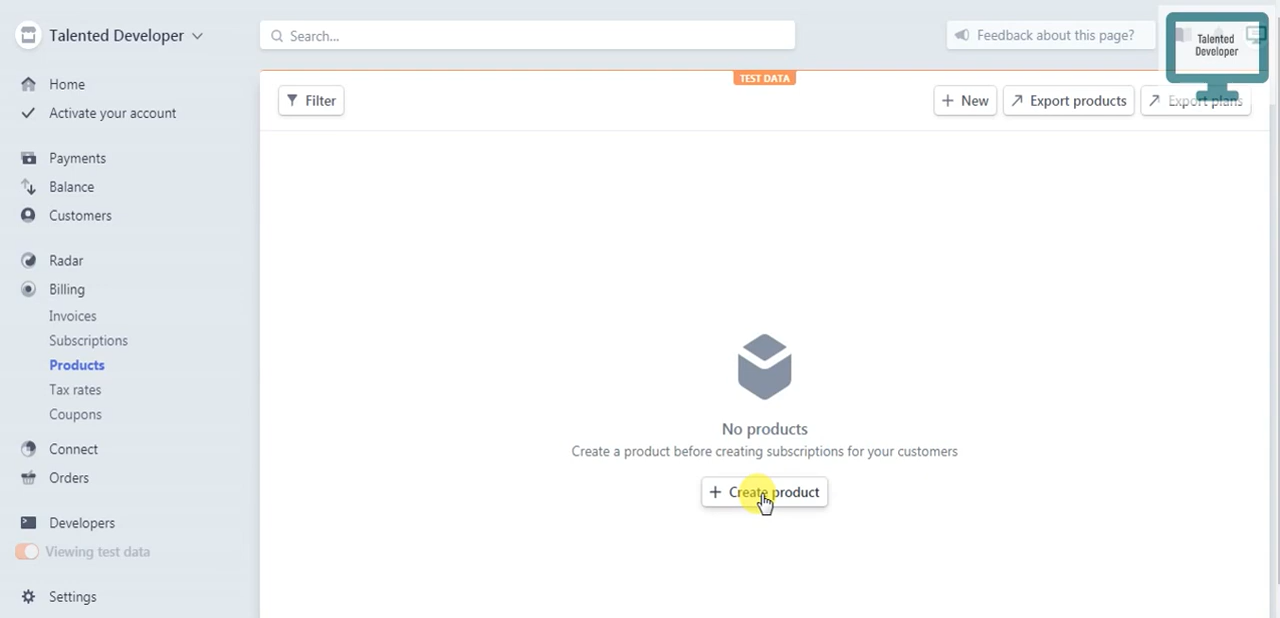 Talented Developer
Search...
Feedback about this page?
Talented
Developer
Home
Activate your account
TEST DATA
Filter
New
Export products
Export plans
Payments
Balance
Customers
Radar
Billing
Invoices
Subscriptions
Products
Tax rates
Coupons
Connect
Orders
Developers
Viewing test data
Settings
No products
Create a product before creating subscriptions for your customers
+ Create product